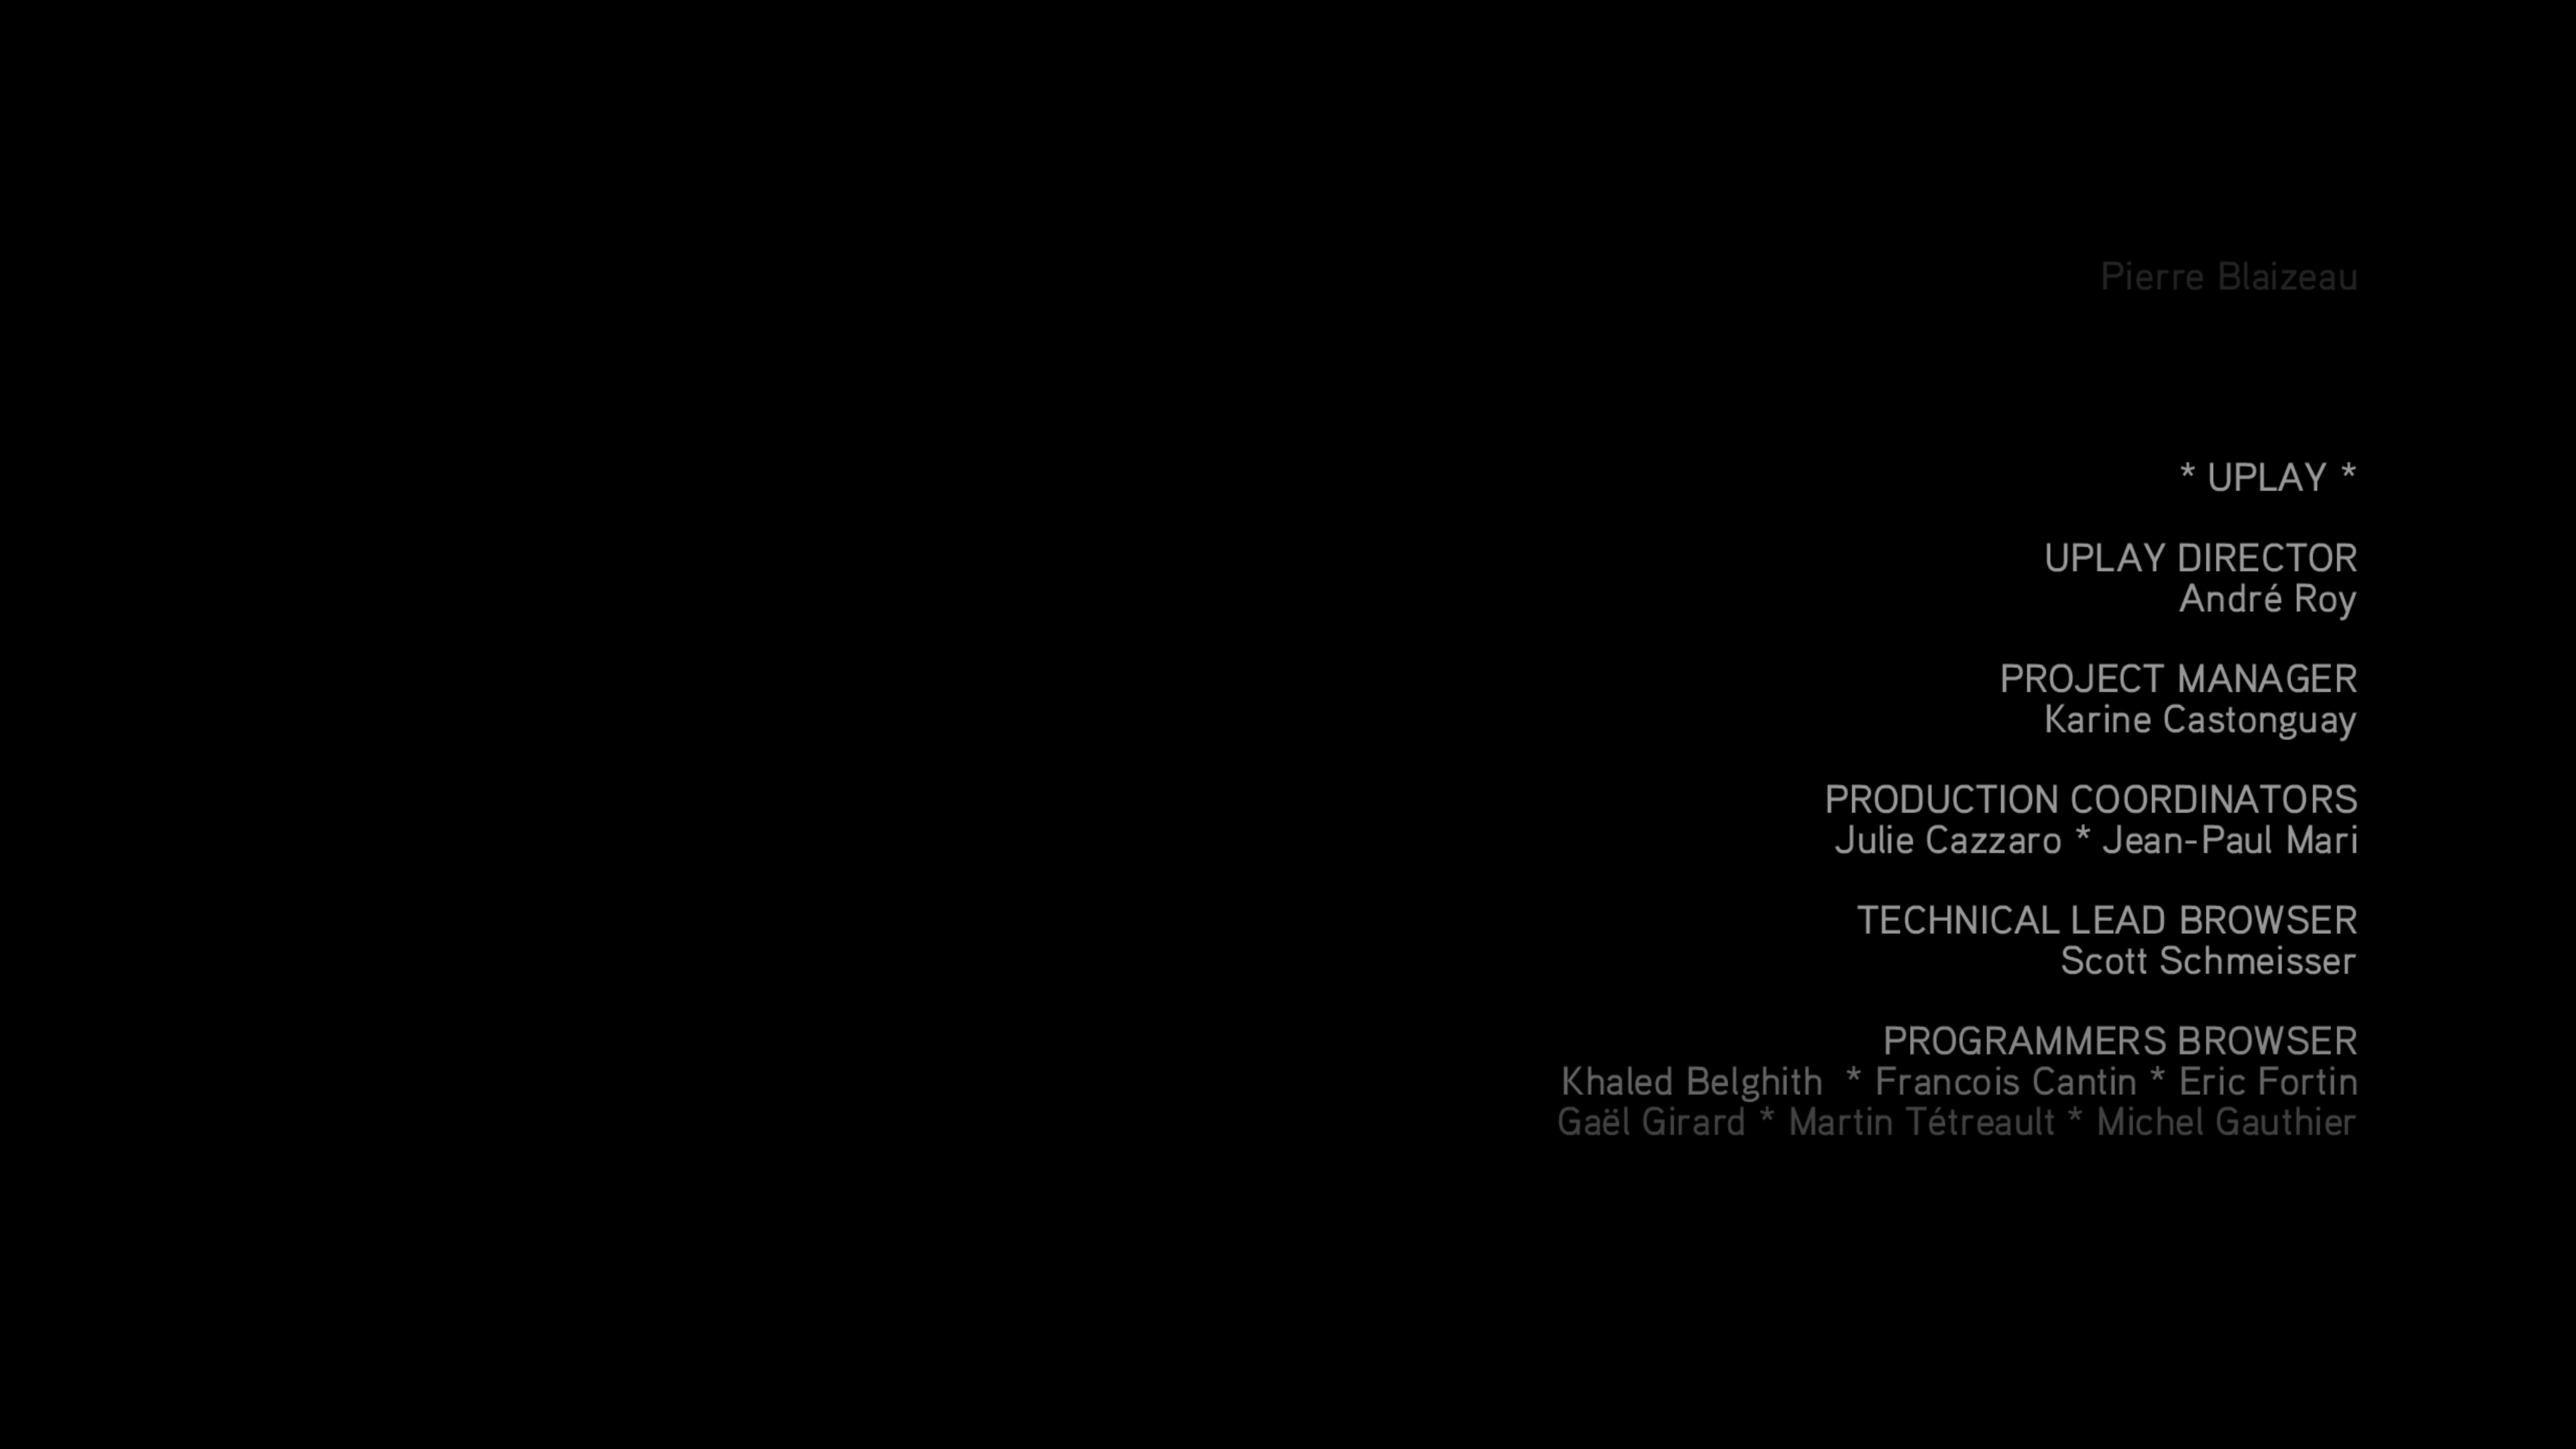 Pierre Blaizeau
* UPLAY *
UPLAY DIRECTOR
André Roy
PROJECT MANAGER
Karine Castonguay
PRODUCTION COORDINATORS
Julie Cazzaro * Jean-Paul Mari
TECHNICAL LEAD BROWSER
Scott Schmeisser
PROGRAMMERS BROWSER
Khaled Belghith  * Francois Cantin * Eric Fortin
Gaël Girard * Martin Tétreault * Michel Gauthier